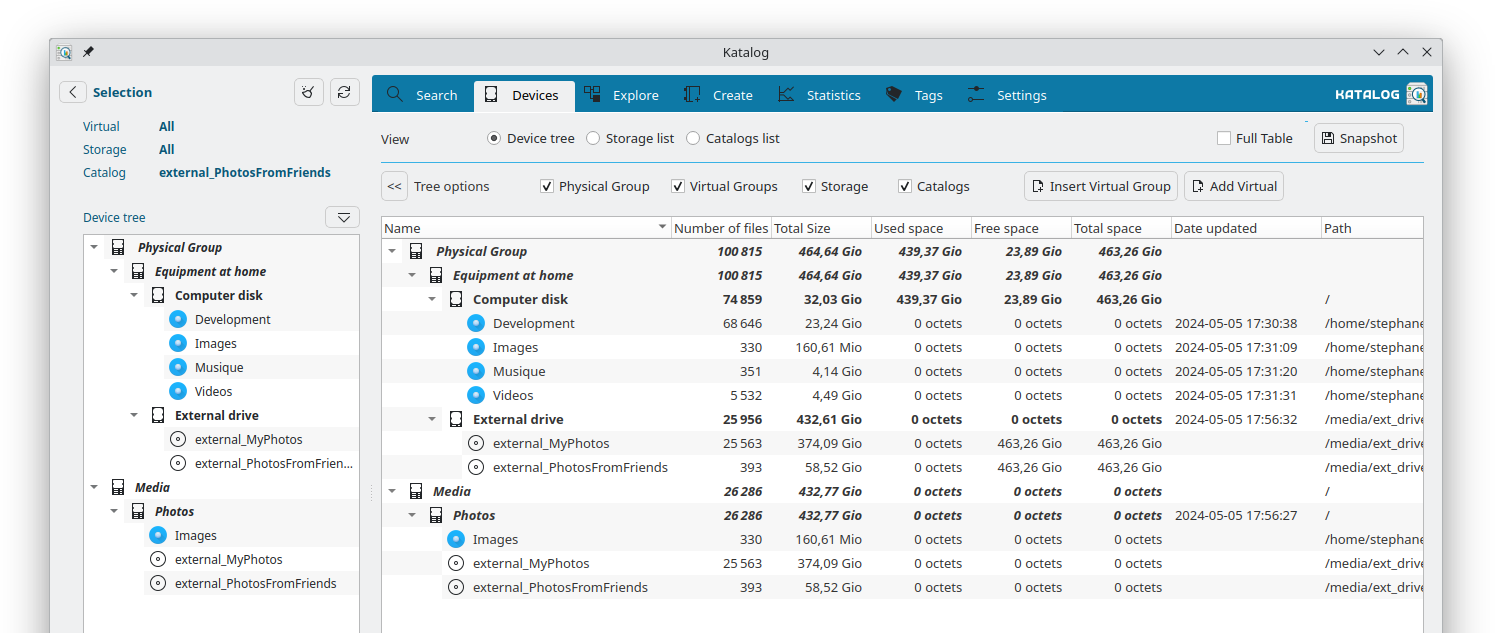 Katalog
Selection
Virtual All
Storage All
Catalog external_PhotosFromFriends
Device tree
Physical Group
Equipment at home
Computer disk
Development
Images
Musique
Videos
External drive
external_MyPhotos
external_PhotosFromFrien...
Media
Photos
Images
external_MyPhotos
external_PhotosFromFriends
Search Devices Explore Create Statistics Tags Settings KATALOG
View Device tree Storage list Catalogs list Full Table Snapshot
<< Tree options Physical Group Virtual Groups Storage Catalogs Insert Virtual Group Add Virtual
Name Number of files Total Size Used space Free space Total space Date updated Path
Physical Group 100 815 464,64 Gio 439,37 Gio 23,89 Gio 463,26 Gio
Equipment at home 100 815 464,64 Gio 439,37 Gio 23,89 Gio 463,26 Gio
Computer disk 74 859 32,03 Gio 439,37 Gio 23,89 Gio 463,26 Gio /
Development 68 646 23,24 Gio 0 octets 0 octets 0 octets 2024-05-05 17:30:38 /home/stephane
Images 330 160,61 Mio 0 octets 0 octets 0 octets 2024-05-05 17:31:09 /home/stephane
Musique 351 4,14 Gio 0 octets 0 octets 0 octets 2024-05-05 17:31:20 /home/stephane
Videos 5 532 4,49 Gio 0 octets 0 octets 0 octets 2024-05-05 17:31:31 /home/stephane
External drive 25 956 432,61 Gio 0 octets 0 octets 0 octets 2024-05-05 17:56:32 /media/ext_drive
external_MyPhotos 25 563 374,09 Gio 0 octets 463,26 Gio 463,26 Gio /media/ext_drive
external_PhotosFromFriends 393 58,52 Gio 0 octets 463,26 Gio 463,26 Gio /media/ext_drive
Media 26 286 432,77 Gio 0 octets 0 octets 0 octets /
Photos 26 286 432,77 Gio 0 octets 0 octets 0 octets 2024-05-05 17:56:27 /
Images 330 160,61 Mio 0 octets 0 octets 0 octets /home/stephane
external_MyPhotos 25 563 374,09 Gio 0 octets 0 octets 0 octets /media/ext_drive
external_PhotosFromFriends 393 58,52 Gio 0 octets 0 octets 0 octets /media/ext_drive